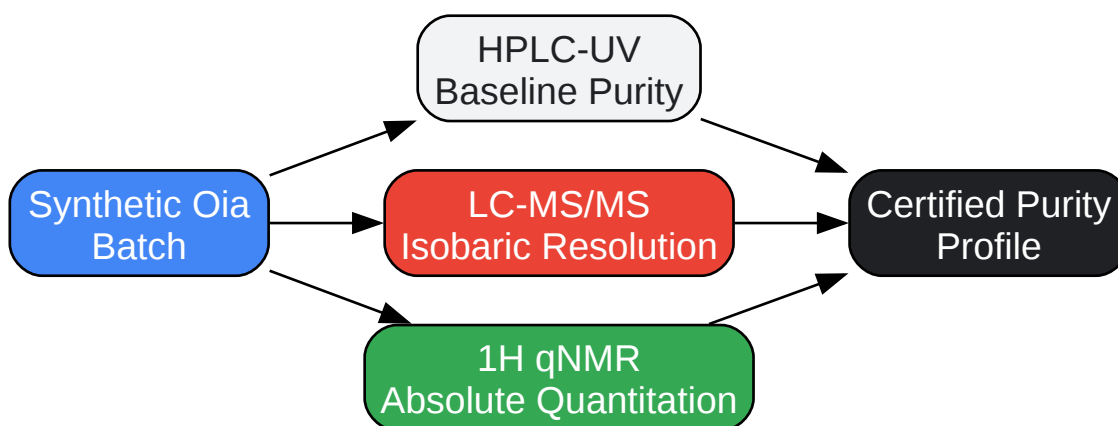 HPLC-UV
Baseline Purity
Synthetic Oia
Batch
LC-MS/MS
Isobaric Resolution
Certified Purity
Profile
1H qNMR
Absolute Quantitation